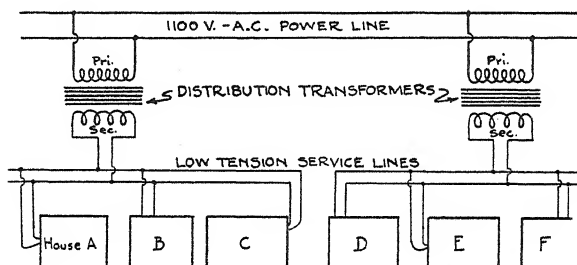 1100 V. - A.C. POWER LINE
Pri.
Pri.
DISTRIBUTION TRANSFORMERS
Sec.
Sec.
LOW TENSION SERVICE LINES
House A
B
C
D
E
F